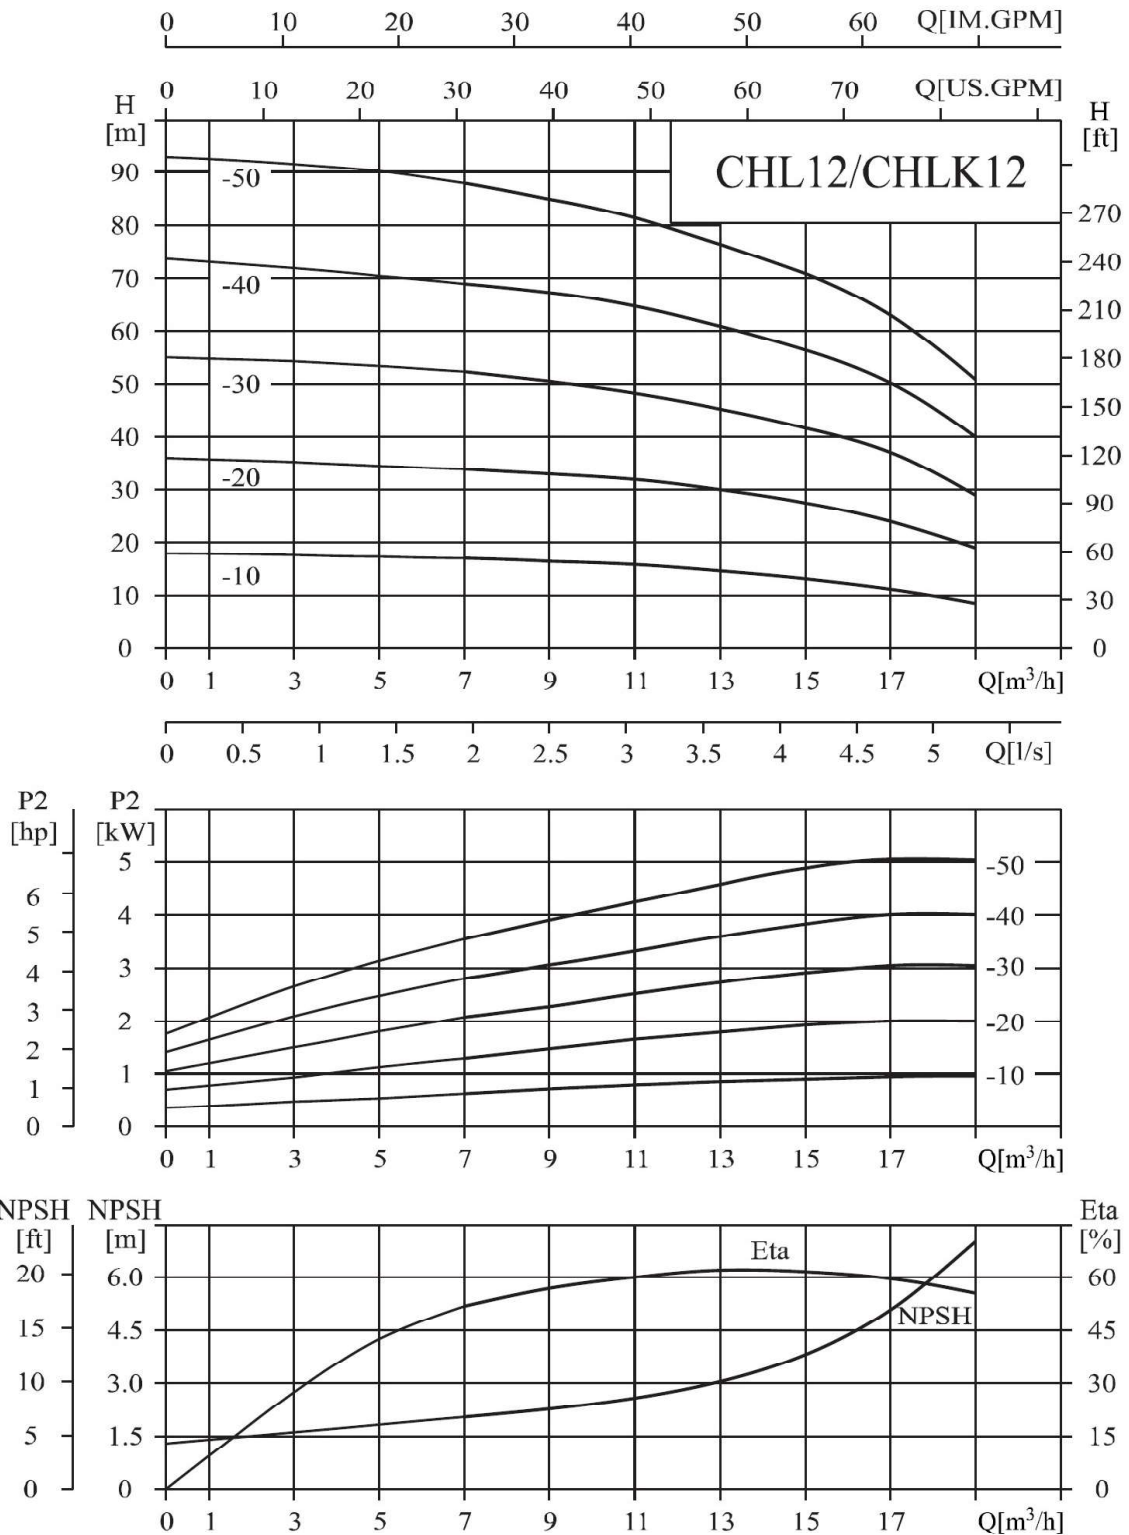 0 10 20 30 40 50 60 Q[IM.GPM]
0 10 20 30 40 50 60 70 Q[US.GPM]
H
[m]
H
[ft]
CHL12/CHLK12
90
80
70
60
50
40
30
20
10
0
-50
-40
-30
-20
-10
270
240
210
180
150
120
90
60
30
0
0 1 3 5 7 9 11 13 15 17 Q[m³/h]
0 0.5 1 1.5 2 2.5 3 3.5 4 4.5 5 Q[l/s]
P2
[hp]
P2
[kW]
6
5
4
3
2
1
0
5
4
3
2
1
0
-50
-40
-30
-20
-10
0 1 3 5 7 9 11 13 15 17 Q[m³/h]
NPSH
[ft]
NPSH
[m]
Eta
[%]
20
15
10
5
0
6.0
4.5
3.0
1.5
0
Eta
NPSH
60
45
30
15
0
0 1 3 5 7 9 11 13 15 17 Q[m³/h]